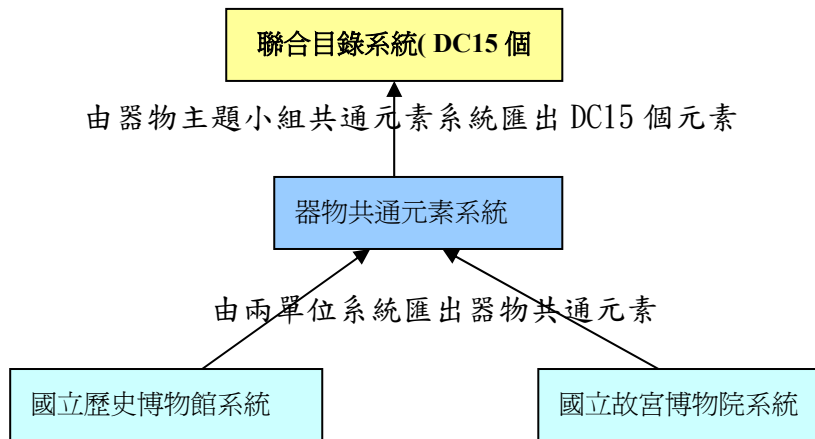 聯合目錄系統( DC15 個
由器物主題小組共通元素系統匯出 DC15 個元素
器物共通元素系統
由兩單位系統匯出器物共通元素
國立歷史博物館系統
國立故宮博物院系統